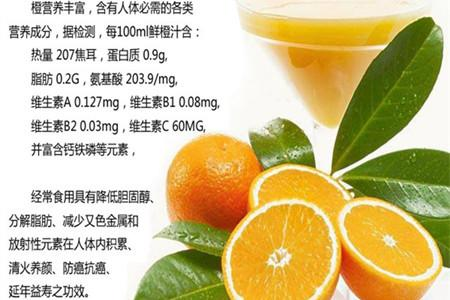 橙营养丰富，含有人体必需的各类
营养成分，据检测，每100ml鲜橙汁含：
热量 207焦耳，蛋白质 0.9g,
脂肪 0.2G，氨基酸 203.9/mg,
维生素A 0.127mg，维生素B1 0.08mg,
维生素B2 0.03mg，维生素C 60MG,
并富含钙铁磷等元素，
经常食用具有降低胆固醇、
分解脂肪、减少又色金属和
放射性元素在人体内积累、
清火养颜、防癌抗癌、
延年益寿之功效。